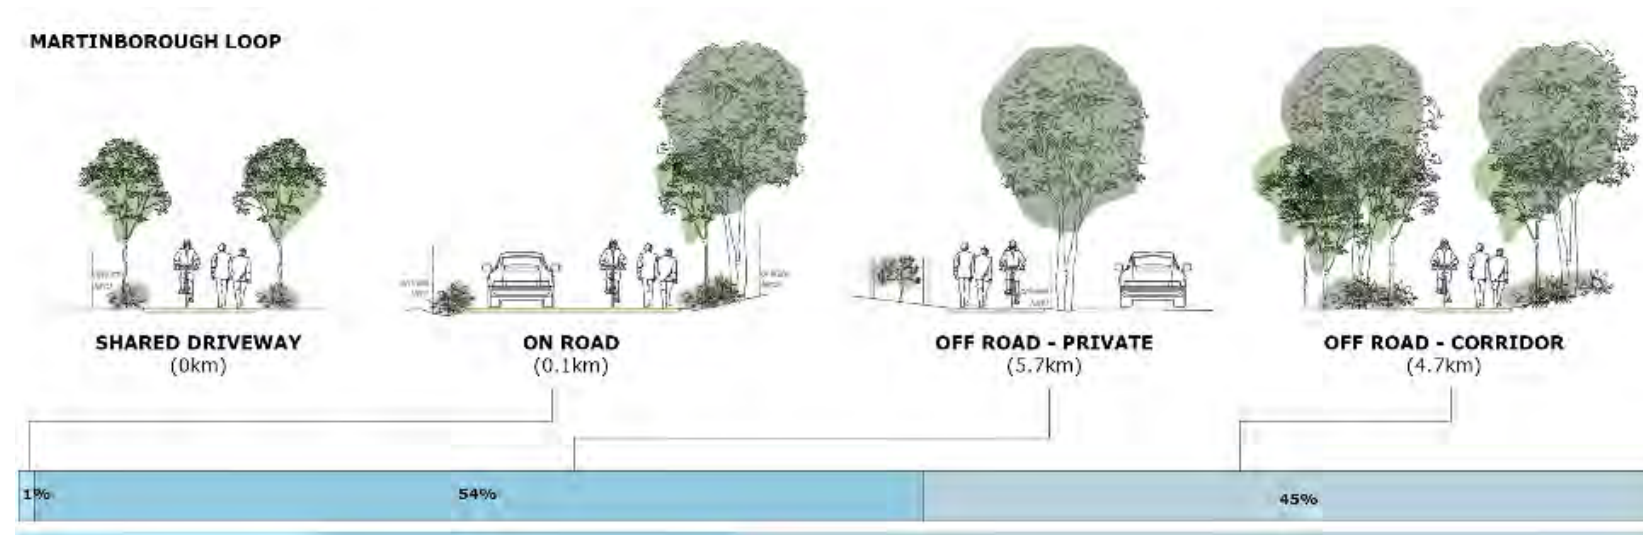 MARTINBOROUGH LOOP
SHARED DRIVEWAY
(0km)
ON ROAD
(0.1km)
OFF ROAD - PRIVATE
(5.7km)
OFF ROAD - CORRIDOR
(4.7km)
1%
54%
45%